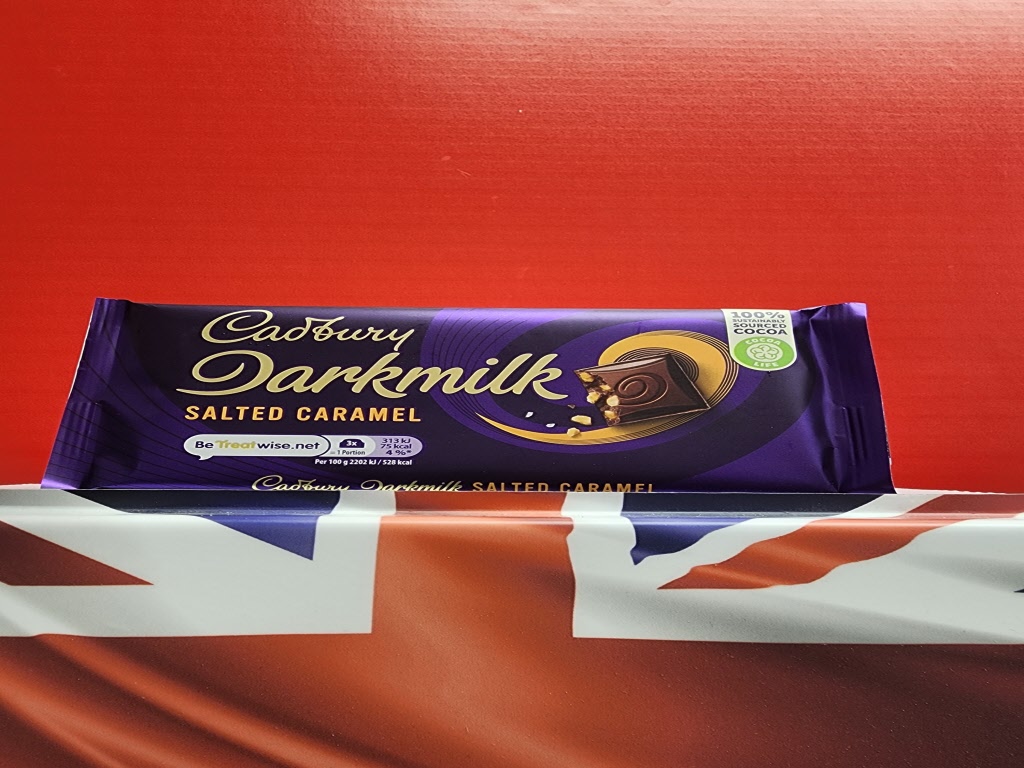 Cadbury
Darkmilk
SALTED CARAMEL
100%
SUSTAINABLY
SOURCED
COCOA
COCOA
LIFE
Be Treatwise.net
3x
= 1 Portion
313 kJ
75 kcal
4 %*
Per 100 g 2202 kJ / 528 kcal
Cadbury Darkmilk SALTED CARAMEL